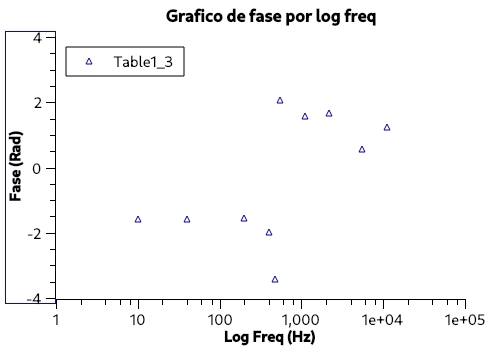 Grafico de fase por log freq
Table1_3
Fase (Rad)
4
2
0
-2
-4
1
10
100
1,000
1e+04
1e+05
Log Freq (Hz)